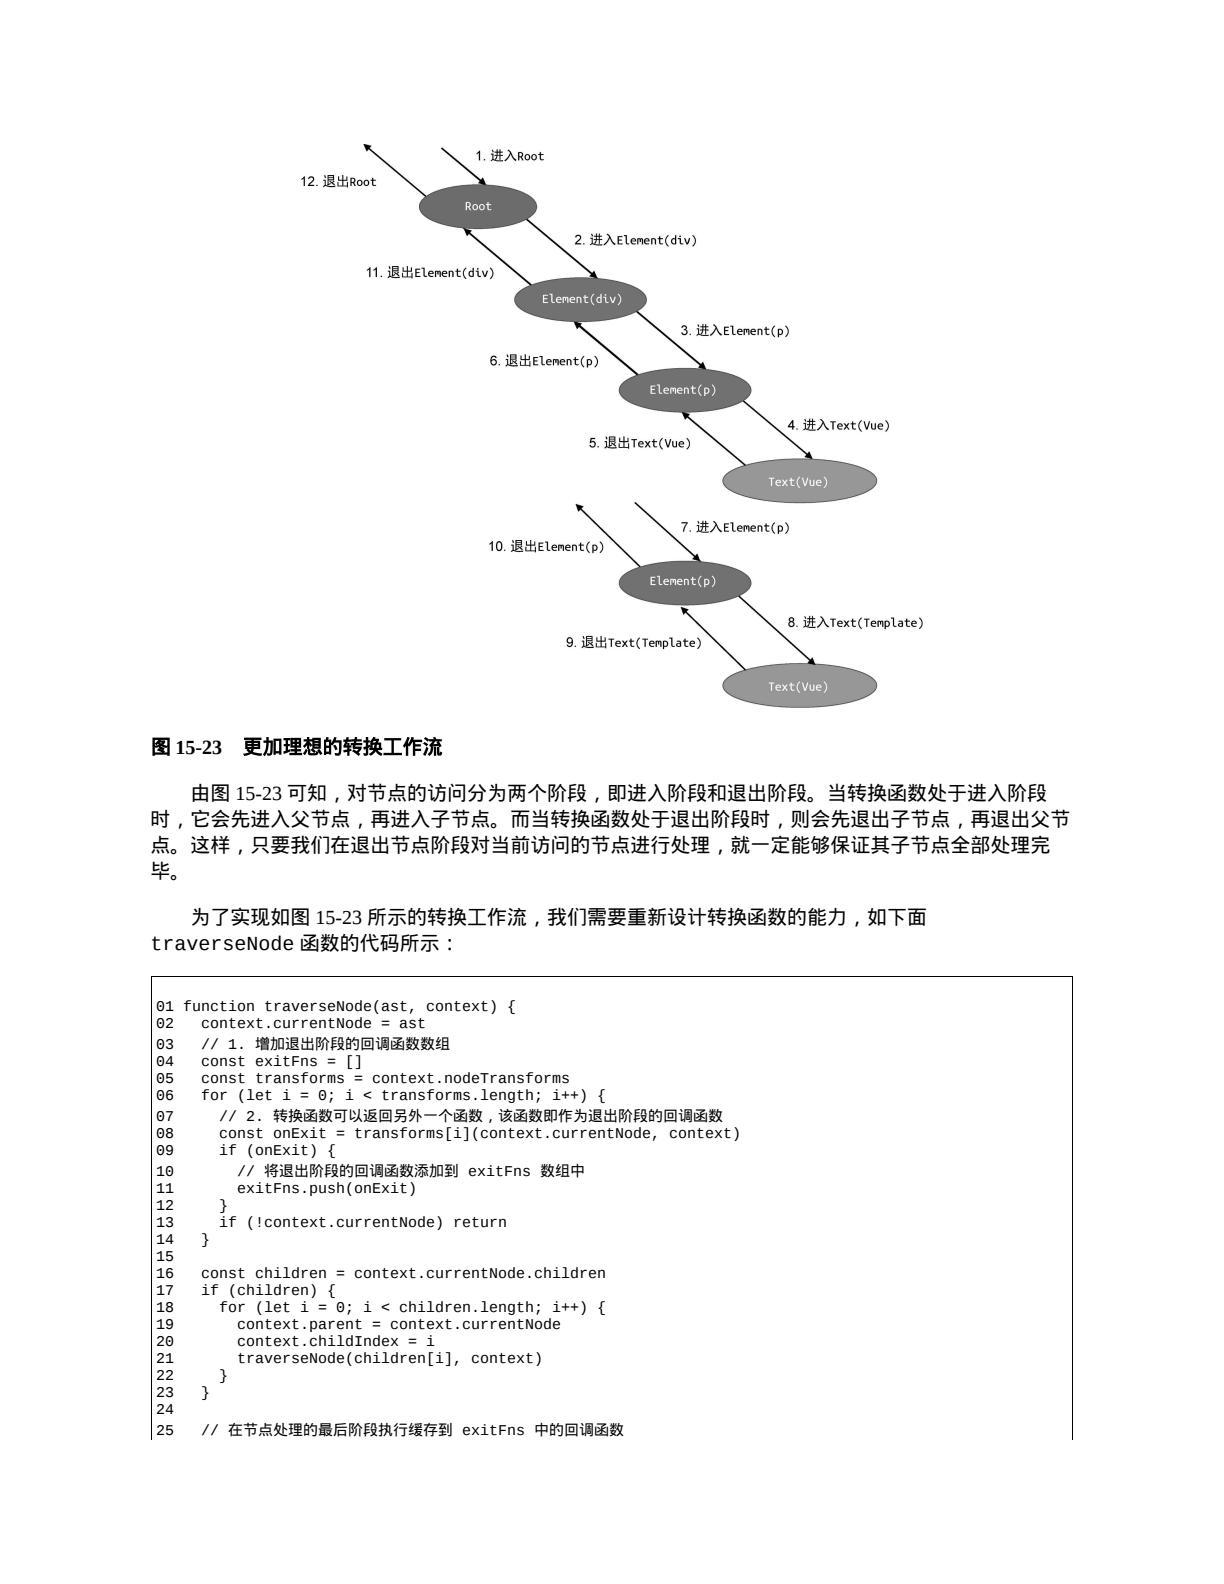 1. 进入Root
12. 退出Root
Root
2. 进入Element(div)
11. 退出Element(div)
Element(div)
3. 进入Element(p)
6. 退出Element(p)
Element(p)
4. 进入Text(Vue)
5. 退出Text(Vue)
Text(Vue)
7. 进入Element(p)
10. 退出Element(p)
Element(p)
8. 进入Text(Template)
9. 退出Text(Template)
Text(Vue)
图 15-23　更加理想的转换工作流
由图 15-23 可知，对节点的访问分为两个阶段，即进入阶段和退出阶段。当转换函数处于进入阶段
时，它会先进入父节点，再进入子节点。而当转换函数处于退出阶段时，则会先退出子节点，再退出父节
点。这样，只要我们在退出节点阶段对当前访问的节点进行处理，就一定能够保证其子节点全部处理完
毕。
为了实现如图 15-23 所示的转换工作流，我们需要重新设计转换函数的能力，如下面
traverseNode 函数的代码所示：
01 function traverseNode(ast, context) {
02   context.currentNode = ast
03   // 1. 增加退出阶段的回调函数数组
04   const exitFns = []
05   const transforms = context.nodeTransforms
06   for (let i = 0; i < transforms.length; i++) {
07     // 2. 转换函数可以返回另外一个函数，该函数即作为退出阶段的回调函数
08     const onExit = transforms[i](context.currentNode, context)
09     if (onExit) {
10       // 将退出阶段的回调函数添加到 exitFns 数组中
11       exitFns.push(onExit)
12     }
13     if (!context.currentNode) return
14   }
15
16   const children = context.currentNode.children
17   if (children) {
18     for (let i = 0; i < children.length; i++) {
19       context.parent = context.currentNode
20       context.childIndex = i
21       traverseNode(children[i], context)
22     }
23   }
24
25   // 在节点处理的最后阶段执行缓存到 exitFns 中的回调函数